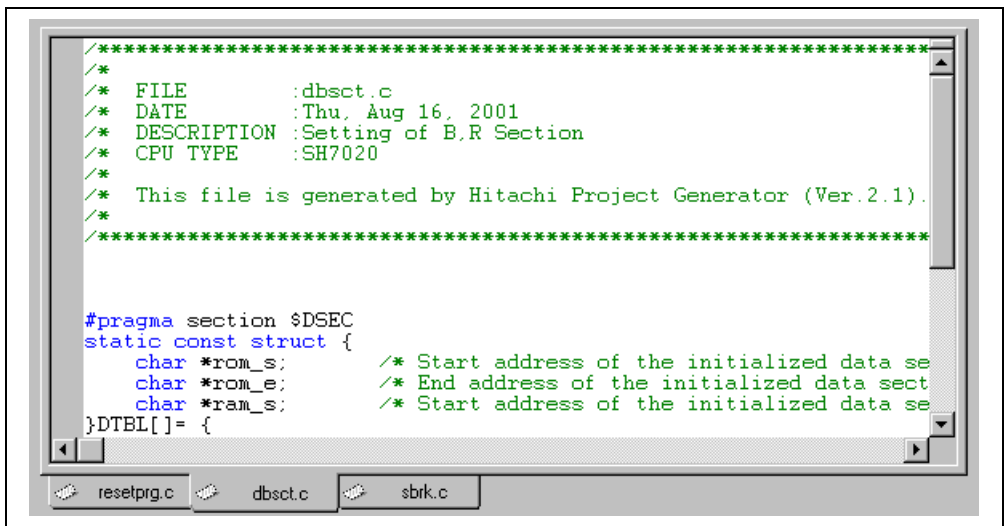 /*****************************************************************
/*
/*  FILE        :dbsct.c
/*  DATE        :Thu, Aug 16, 2001
/*  DESCRIPTION :Setting of B,R Section
/*  CPU TYPE    :SH7020
/*
/*  This file is generated by Hitachi Project Generator (Ver.2.1).
/*
/*****************************************************************
#pragma section $DSEC
static const struct {
    char *rom_s;       /* Start address of the initialized data se
    char *rom_e;       /* End address of the initialized data sect
    char *ram_s;       /* Start address of the initialized data se
}DTBL[]= {
resetprg.c dbsct.c sbrk.c